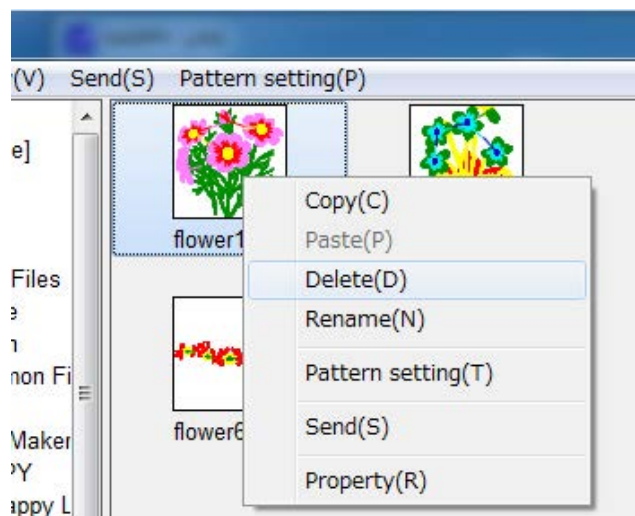 (V) Send(S) Pattern setting(P)
e]
Files
e
n
non Fi
Maker
PY
appy L
flower1
flower6
Copy(C)
Paste(P)
Delete(D)
Rename(N)
Pattern setting(T)
Send(S)
Property(R)